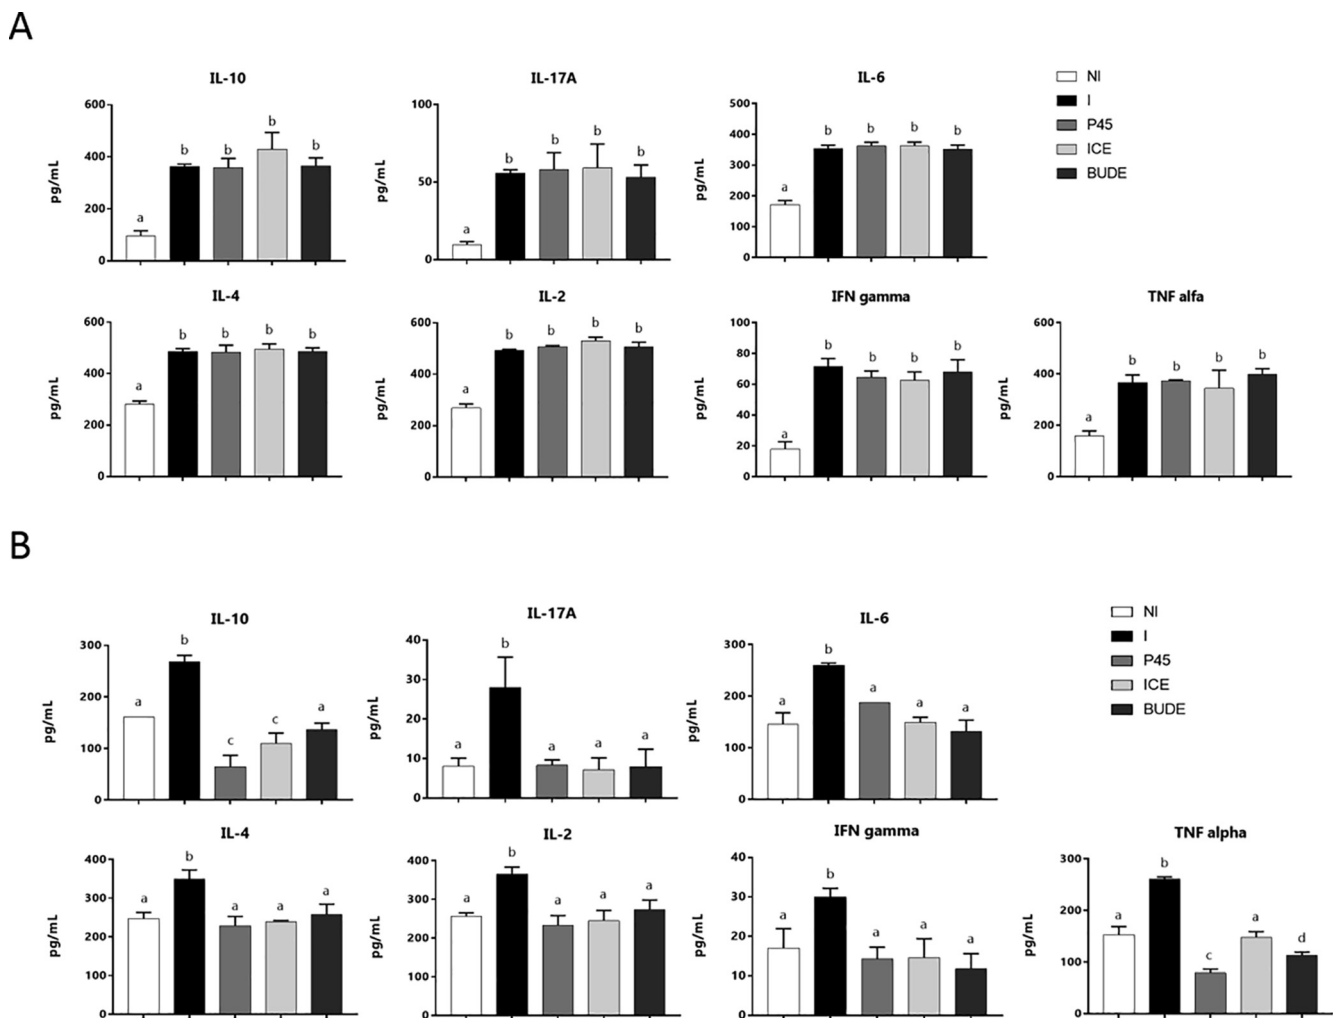 A
IL-10
600
400
200
0
pg/mL
a
b
b
b
b
IL-17A
100
50
0
pg/mL
a
b
b
b
b
IL-6
500
400
300
200
100
0
pg/mL
a
b
b
b
b
NI
I
P45
ICE
BUDE
IL-4
600
400
200
0
pg/mL
a
b
b
b
b
IL-2
600
400
200
0
pg/mL
a
b
b
b
b
IFN gamma
100
80
60
40
20
0
pg/mL
a
b
b
b
b
TNF alfa
600
400
200
0
pg/mL
a
b
b
b
b
B
IL-10
300
200
100
0
pg/mL
a
b
c
c
a
IL-17A
40
30
20
10
0
pg/mL
a
b
a
a
a
IL-6
300
200
100
0
pg/mL
a
b
a
a
a
NI
I
P45
ICE
BUDE
IL-4
400
300
200
100
0
pg/mL
a
b
a
a
a
IL-2
400
300
200
100
0
pg/mL
a
b
a
a
a
IFN gamma
40
30
20
10
0
pg/mL
a
b
a
a
a
TNF alpha
300
200
100
0
pg/mL
a
b
c
a
d